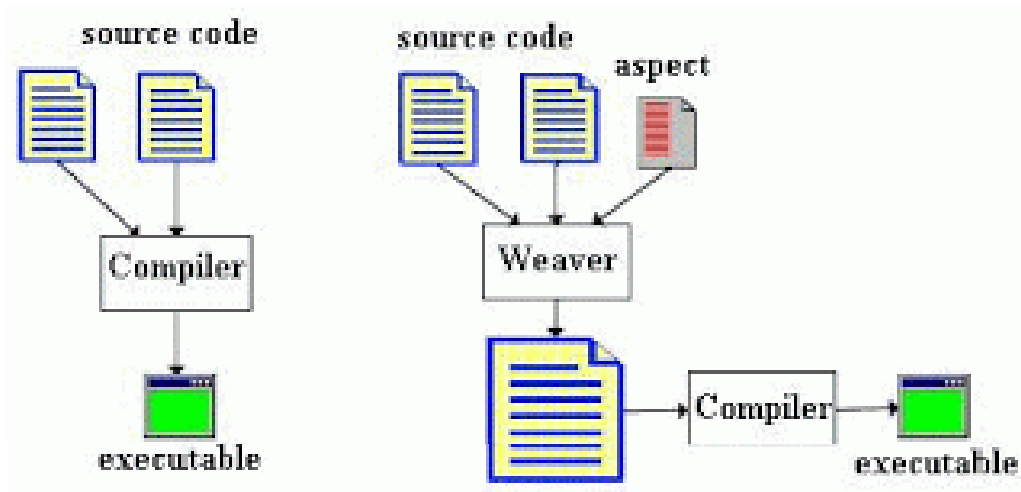 source code
Compiler
executable
source code
aspect
Weaver
Compiler
executable